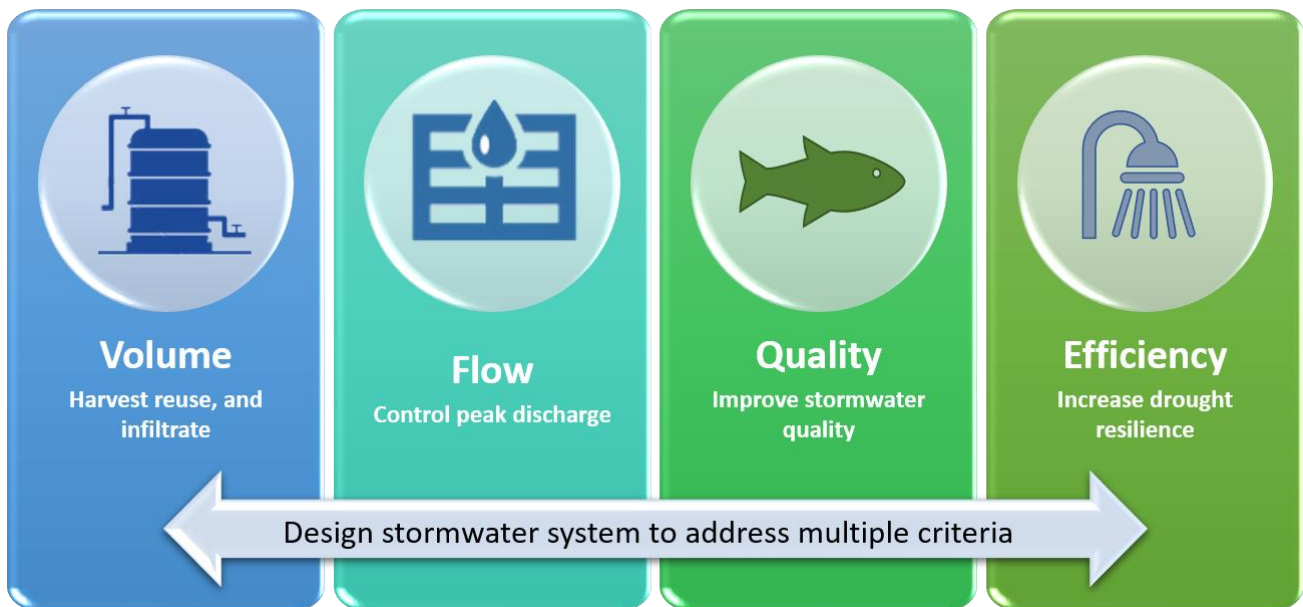 Volume
Harvest reuse, and
infiltrate
Flow
Control peak discharge
Quality
Improve stormwater
quality
Efficiency
Increase drought
resilience
Design stormwater system to address multiple criteria